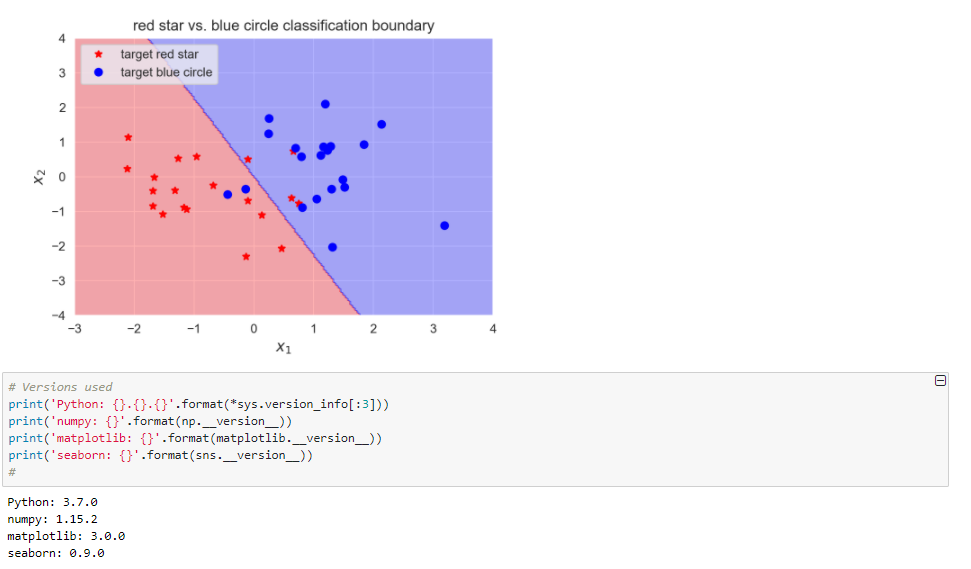 red star vs. blue circle classification boundary
target red star
target blue circle
4
3
2
1
0
−1
−2
−3
−4
x2
−3 −2 −1 0 1 2 3 4
x1
# Versions used
print('Python: {}.{}.{}'.format(*sys.version_info[:3]))
print('numpy: {}'.format(np.__version__))
print('matplotlib: {}'.format(matplotlib.__version__))
print('seaborn: {}'.format(sns.__version__))
#
Python: 3.7.0
numpy: 1.15.2
matplotlib: 3.0.0
seaborn: 0.9.0